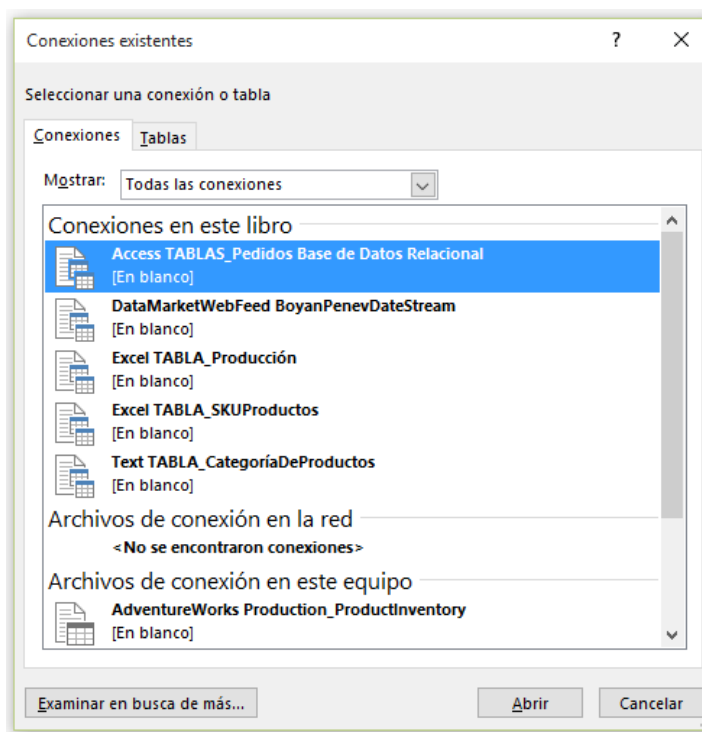 Conexiones existentes
?
Seleccionar una conexión o tabla
Conexiones
Tablas
Mostrar:
Todas las conexiones
Conexiones en este libro
Access TABLAS_Pedidos Base de Datos Relacional
[En blanco]
DataMarketWebFeed BoyanPenevDateStream
[En blanco]
Excel TABLA_Producción
[En blanco]
Excel TABLA_SKUProductos
[En blanco]
Text TABLA_CategoríaDeProductos
[En blanco]
Archivos de conexión en la red
<No se encontraron conexiones>
Archivos de conexión en este equipo
AdventureWorks Production_ProductInventory
[En blanco]
Examinar en busca de más...
Abrir
Cancelar